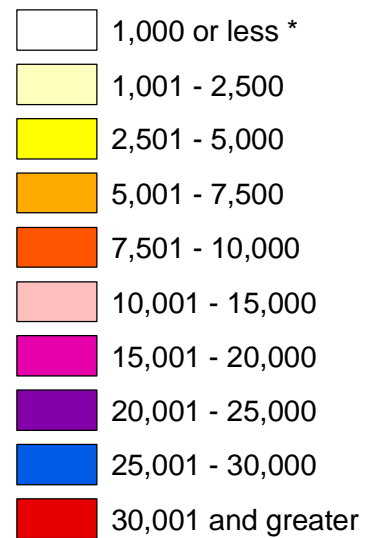 1,000 or less *
1,001 - 2,500
2,501 - 5,000
5,001 - 7,500
7,501 - 10,000
10,001 - 15,000
15,001 - 20,000
20,001 - 25,000
25,001 - 30,000
30,001 and greater